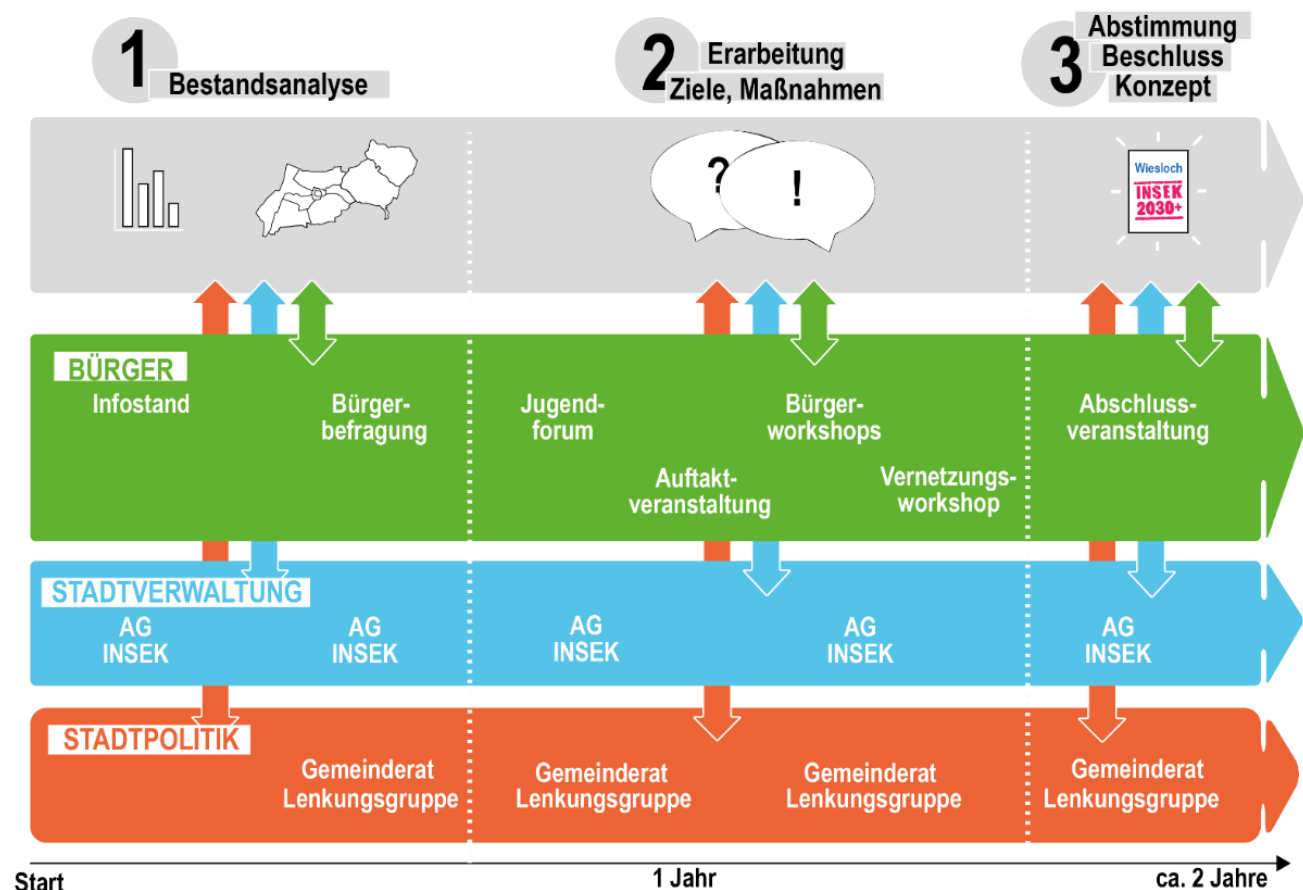 1
Bestandsanalyse
2
Erarbeitung
Ziele, Maßnahmen
3
Abstimmung
Beschluss
Konzept
?
!
Wiesloch
INSEK
2030+
BÜRGER
Infostand
Bürger-
befragung
Jugend-
forum
Auftakt-
veranstaltung
Bürger-
workshops
Vernetzungs-
workshop
Abschluss-
veranstaltung
STADTVERWALTUNG
AG
INSEK
AG
INSEK
AG
INSEK
AG
INSEK
AG
INSEK
STADTPOLITIK
Gemeinderat
Lenkungsgruppe
Gemeinderat
Lenkungsgruppe
Gemeinderat
Lenkungsgruppe
Gemeinderat
Lenkungsgruppe
Start
1 Jahr
ca. 2 Jahre